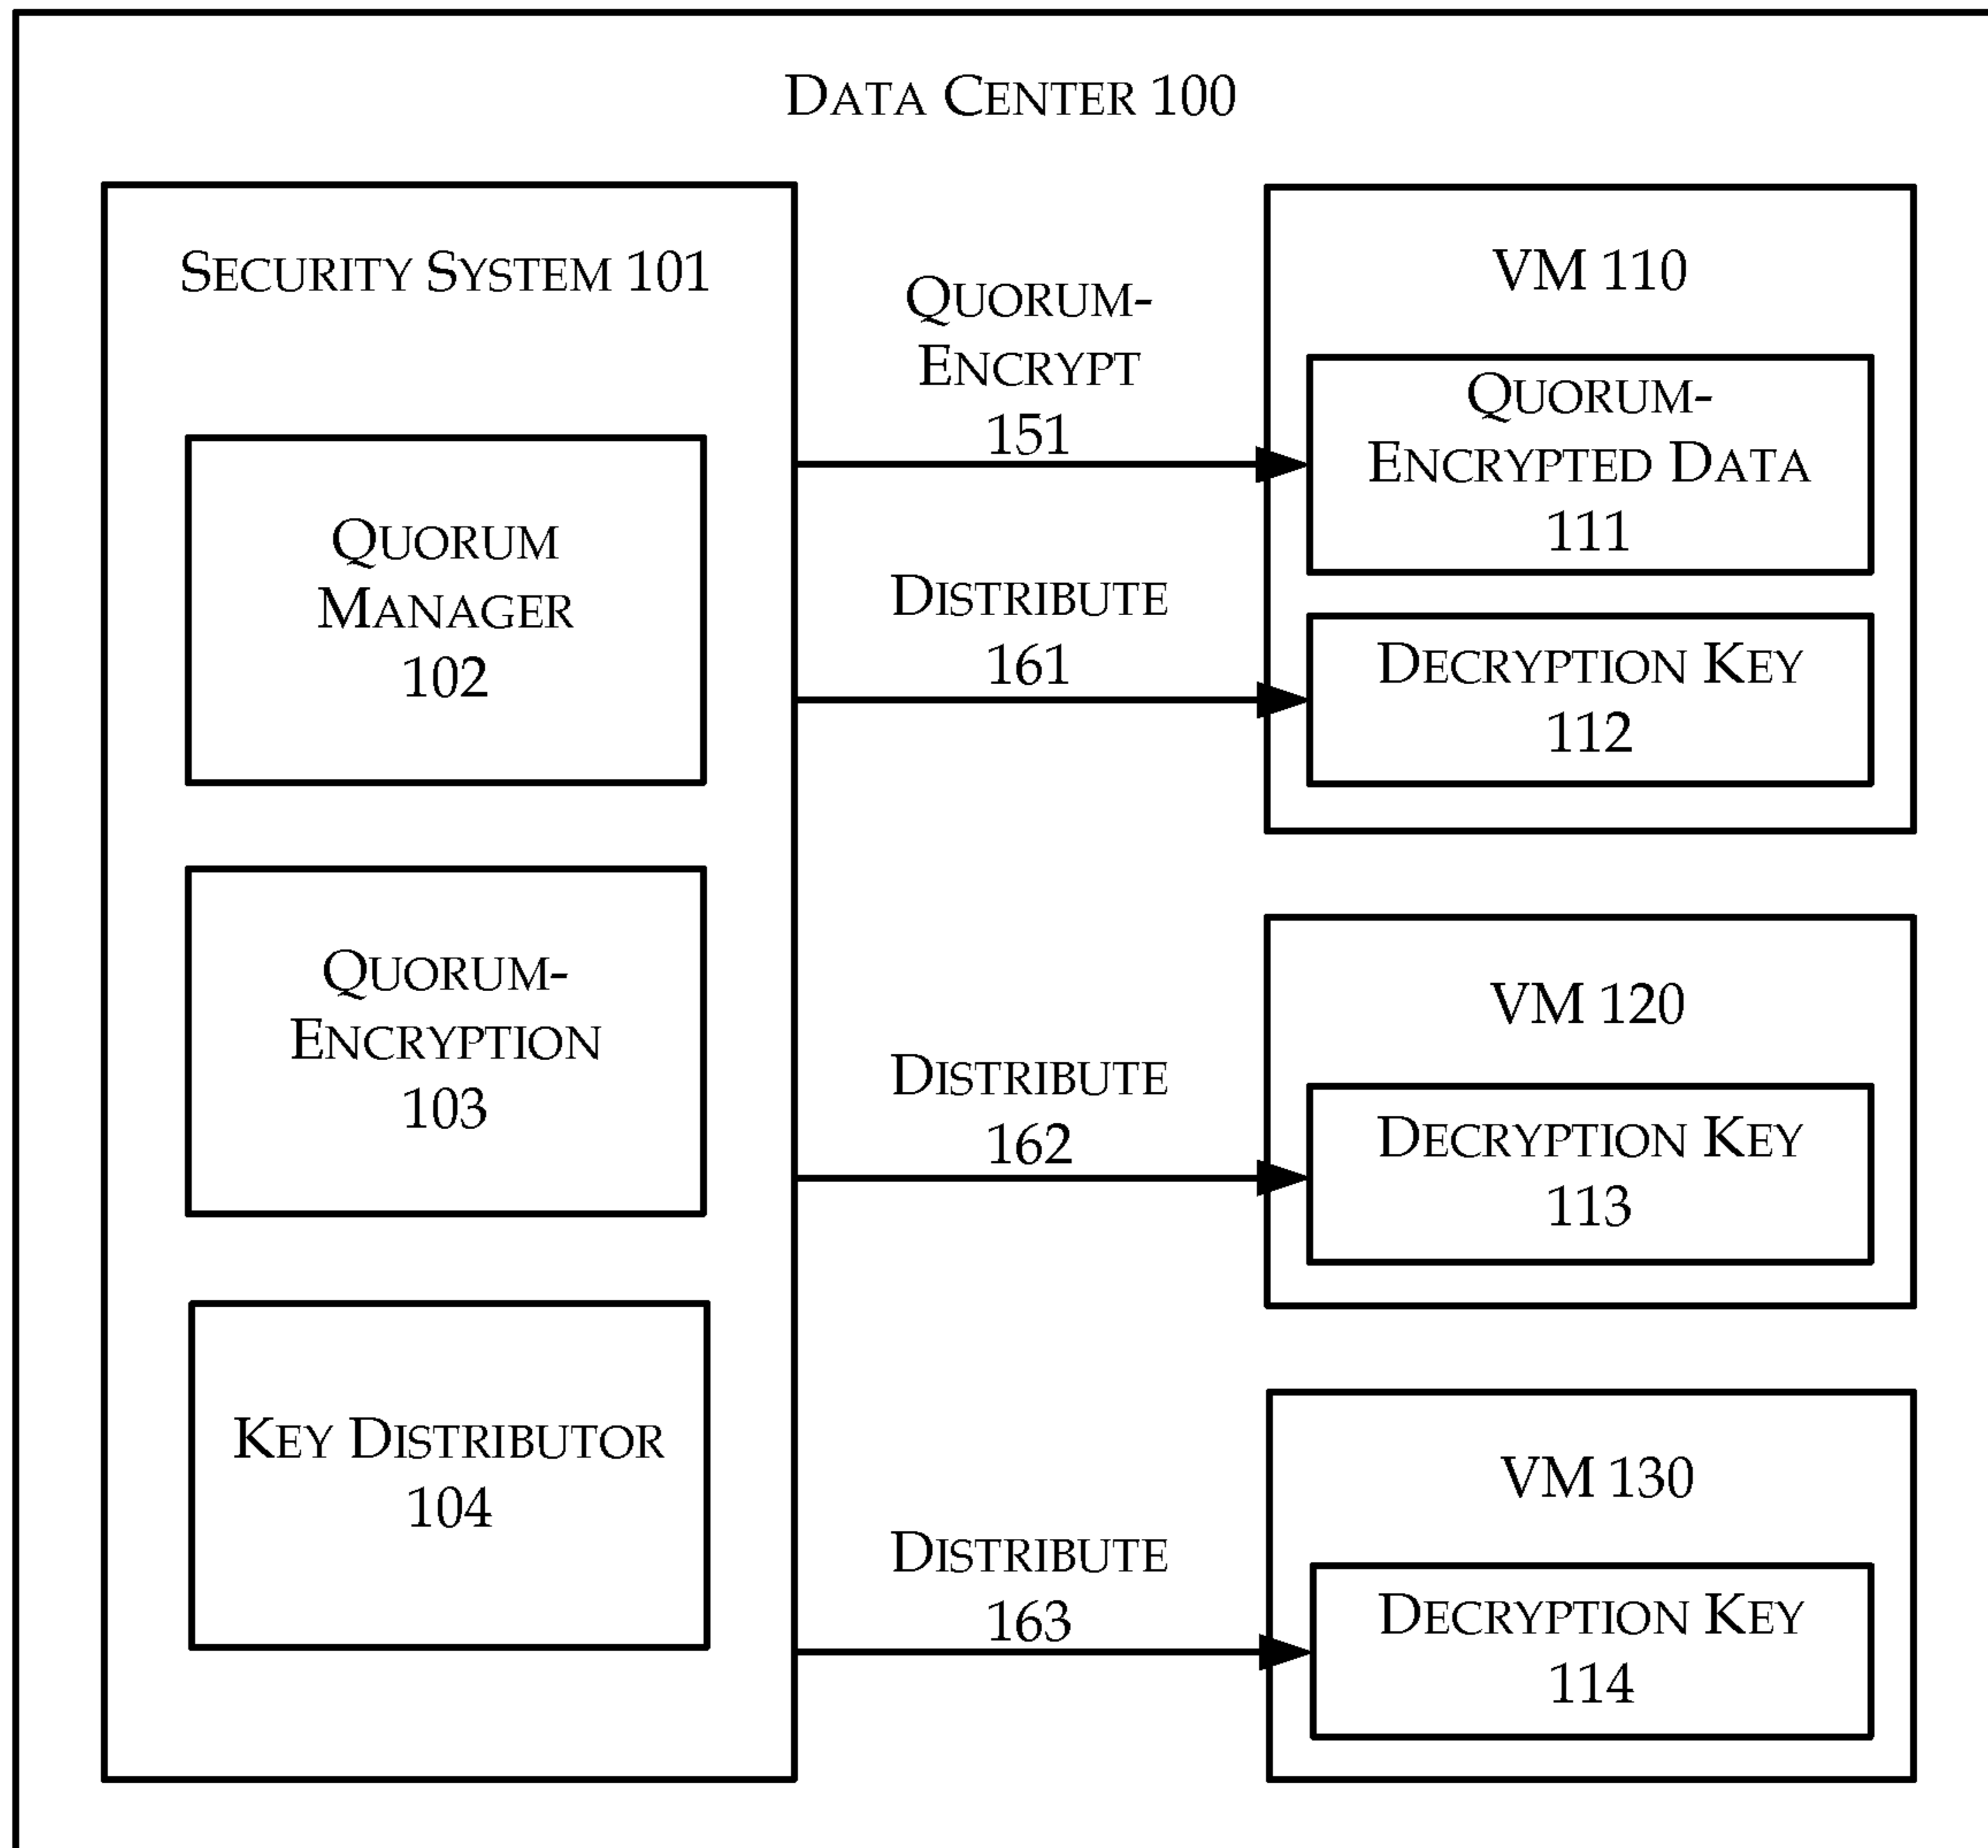 Data Center 100
Security System 101
Quorum
Manager
102
Quorum-
Encryption
103
Key Distributor
104
Quorum-
Encrypt
151
Distribute
161
Distribute
162
Distribute
163
VM 110
Quorum-
Encrypted Data
111
Decryption Key
112
VM 120
Decryption Key
113
VM 130
Decryption Key
114